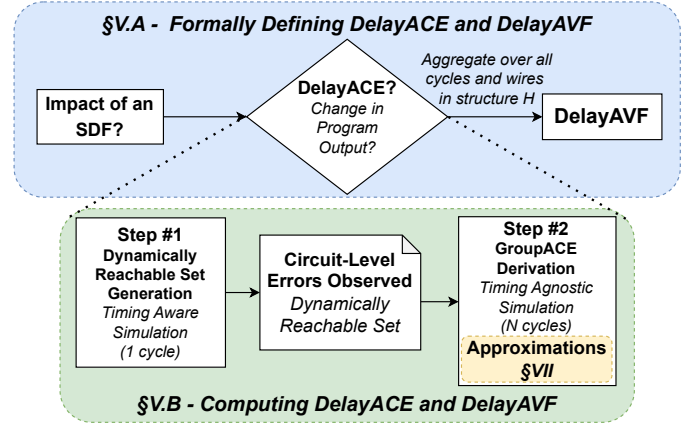 §V.A - Formally Defining DelayACE and DelayAVF
Impact of an
SDF?
DelayACE?
Change in
Program
Output?
Aggregate over all
cycles and wires
in structure H
DelayAVF
Step #1
Dynamically
Reachable Set
Generation
Timing Aware
Simulation
(1 cycle)
Circuit-Level
Errors Observed
Dynamically
Reachable Set
Step #2
GroupACE
Derivation
Timing Agnostic
Simulation
(N cycles)
Approximations
§VII
§V.B - Computing DelayACE and DelayAVF